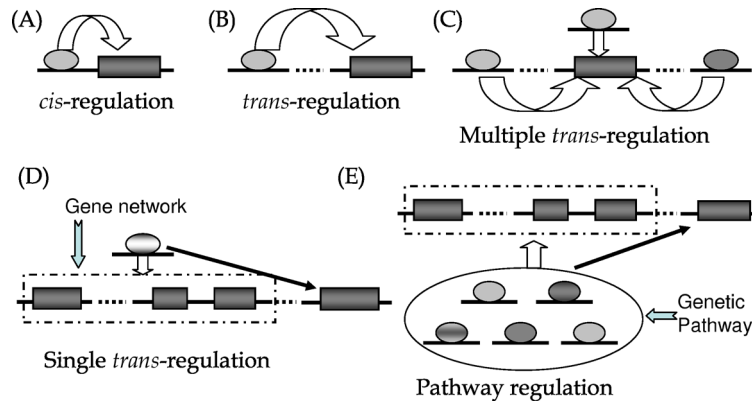 (A)
cis-regulation
(B)
trans-regulation
(C)
Multiple trans-regulation
(D)
Gene network
Single trans-regulation
(E)
Genetic
Pathway
Pathway regulation